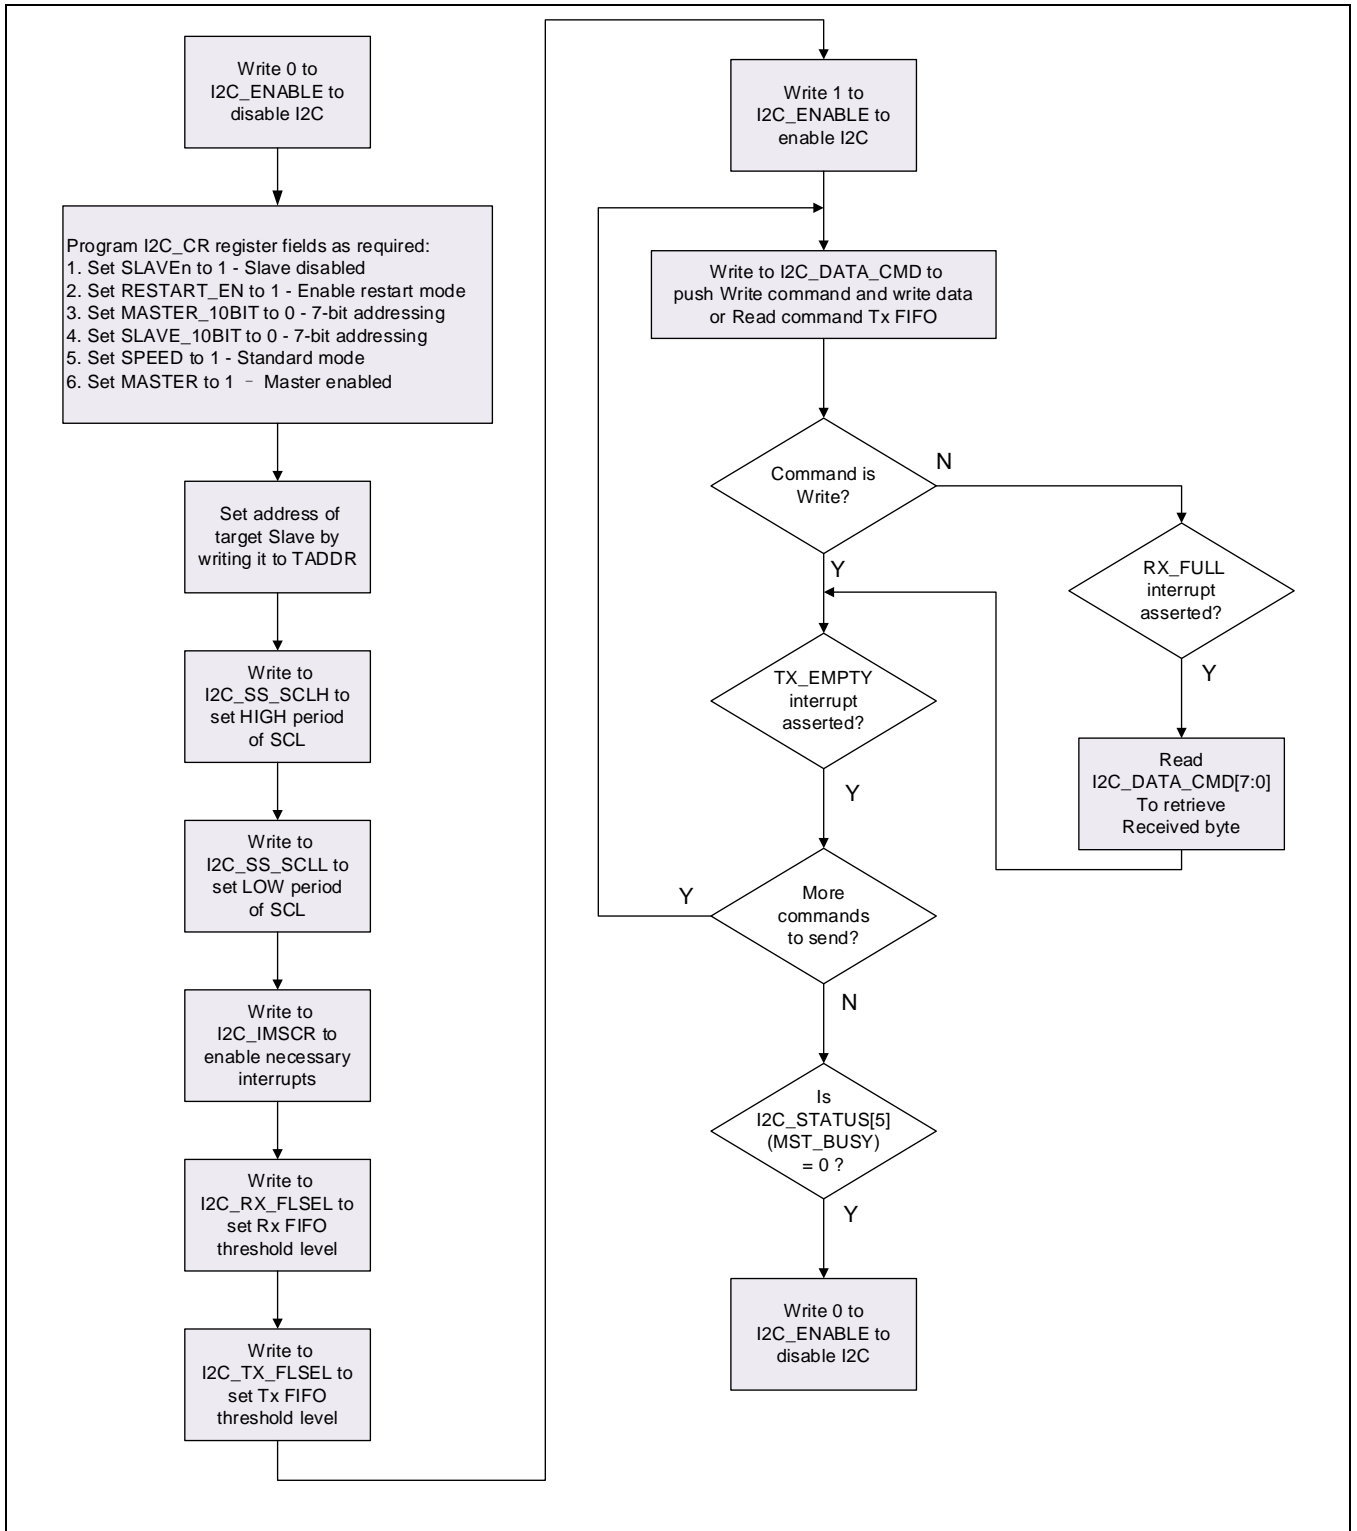 Write 0 to
I2C_ENABLE to
disable I2C
Program I2C_CR register fields as required:
1. Set SLAVEn to 1 - Slave disabled
2. Set RESTART_EN to 1 - Enable restart mode
3. Set MASTER_10BIT to 0 - 7-bit addressing
4. Set SLAVE_10BIT to 0 - 7-bit addressing
5. Set SPEED to 1 - Standard mode
6. Set MASTER to 1 – Master enabled
Set address of
target Slave by
writing it to TADDR
Write to
I2C_SS_SCLH to
set HIGH period
of SCL
Write to
I2C_SS_SCLL to
set LOW period
of SCL
Write to
I2C_IMSCR to
enable necessary
interrupts
Write to
I2C_RX_FLSEL to
set Rx FIFO
threshold level
Write to
I2C_TX_FLSEL to
set Tx FIFO
threshold level
Write 1 to
I2C_ENABLE to
enable I2C
Write to I2C_DATA_CMD to
push Write command and write data
or Read command Tx FIFO
Command is
Write?
N
Y
RX_FULL
interrupt
asserted?
Y
Read
I2C_DATA_CMD[7:0]
To retrieve
Received byte
TX_EMPTY
interrupt
asserted?
Y
More
commands
to send?
Y
N
Is
I2C_STATUS[5]
(MST_BUSY)
= 0 ?
Y
Write 0 to
I2C_ENABLE to
disable I2C